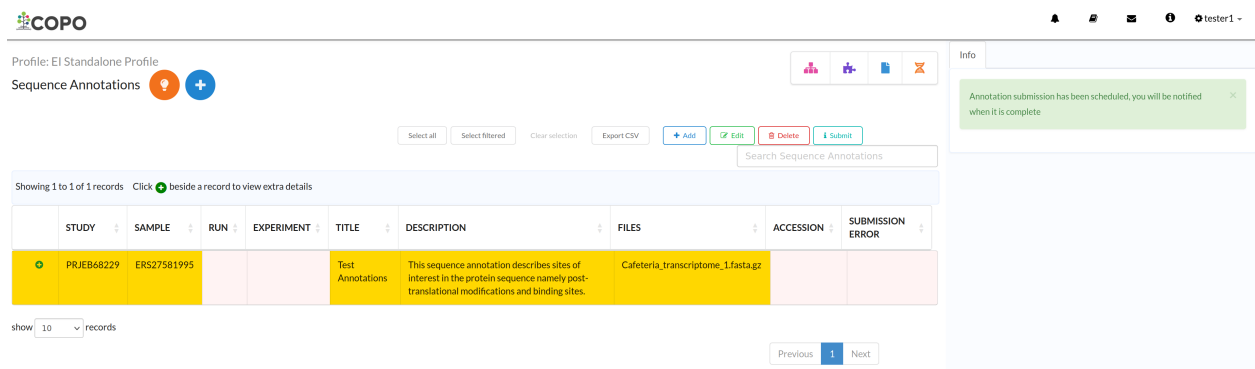 COPO
tester1
Profile: EI Standalone Profile
Sequence Annotations
Info
Annotation submission has been scheduled, you will be notified
when it is complete
×
Select all
Select filtered
Clear selection
Export CSV
Add
Edit
Delete
Submit
Search Sequence Annotations
Showing 1 to 1 of 1 records Click beside a record to view extra details
STUDY
SAMPLE
RUN
EXPERIMENT
TITLE
DESCRIPTION
FILES
ACCESSION
SUBMISSION
ERROR
PRJEB68229
ERS27581995
Test
Annotations
This sequence annotation describes sites of
interest in the protein sequence namely post-
translational modifications and binding sites.
Cafeteria_transcriptome_1.fasta.gz
show 10 records
Previous 1 Next